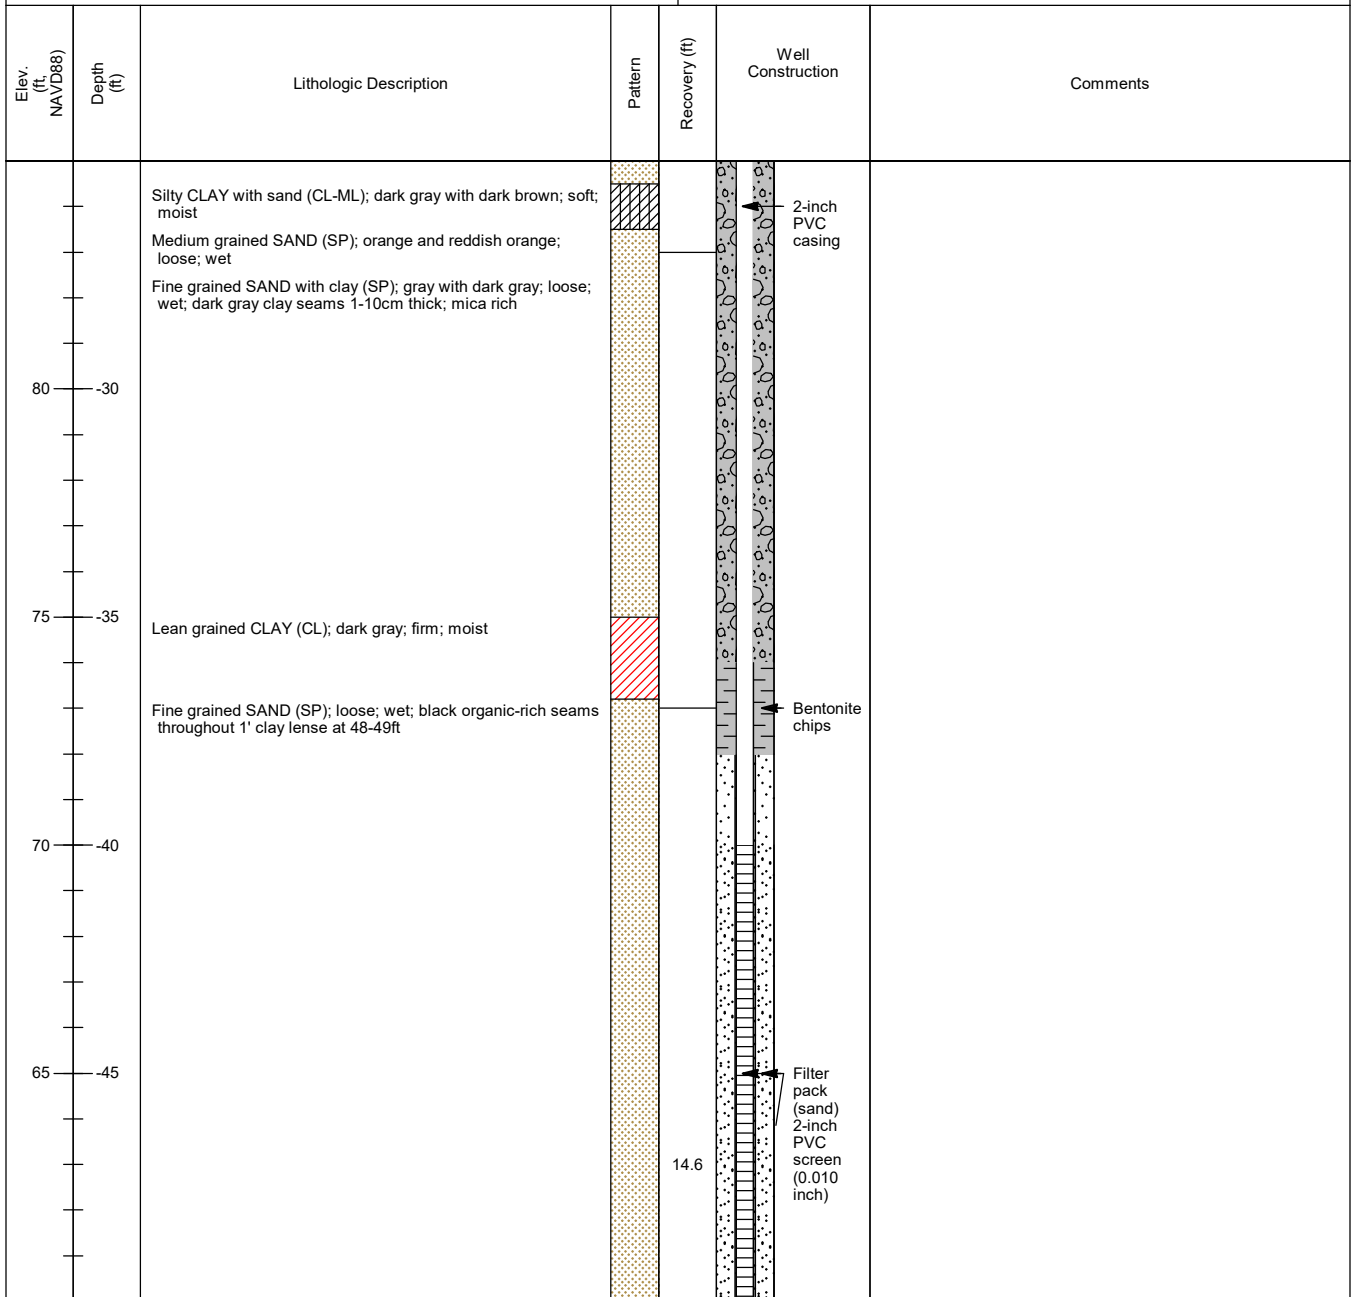 Elev.
(ft,
NAVD88)
Depth
(ft)
Lithologic Description
Pattern
Recovery (ft)
Well
Construction
Comments
Silty CLAY with sand (CL-ML); dark gray with dark brown; soft;
moist
2-inch
PVC
casing
Medium grained SAND (SP); orange and reddish orange;
loose; wet
Fine grained SAND with clay (SP); gray with dark gray; loose;
wet; dark gray clay seams 1-10cm thick; mica rich
80 -30
75 -35
Lean grained CLAY (CL); dark gray; firm; moist
Fine grained SAND (SP); loose; wet; black organic-rich seams
throughout 1' clay lense at 48-49ft
Bentonite
chips
70 -40
65 -45
Filter
pack
(sand)
2-inch
PVC
screen
(0.010
inch)
14.6